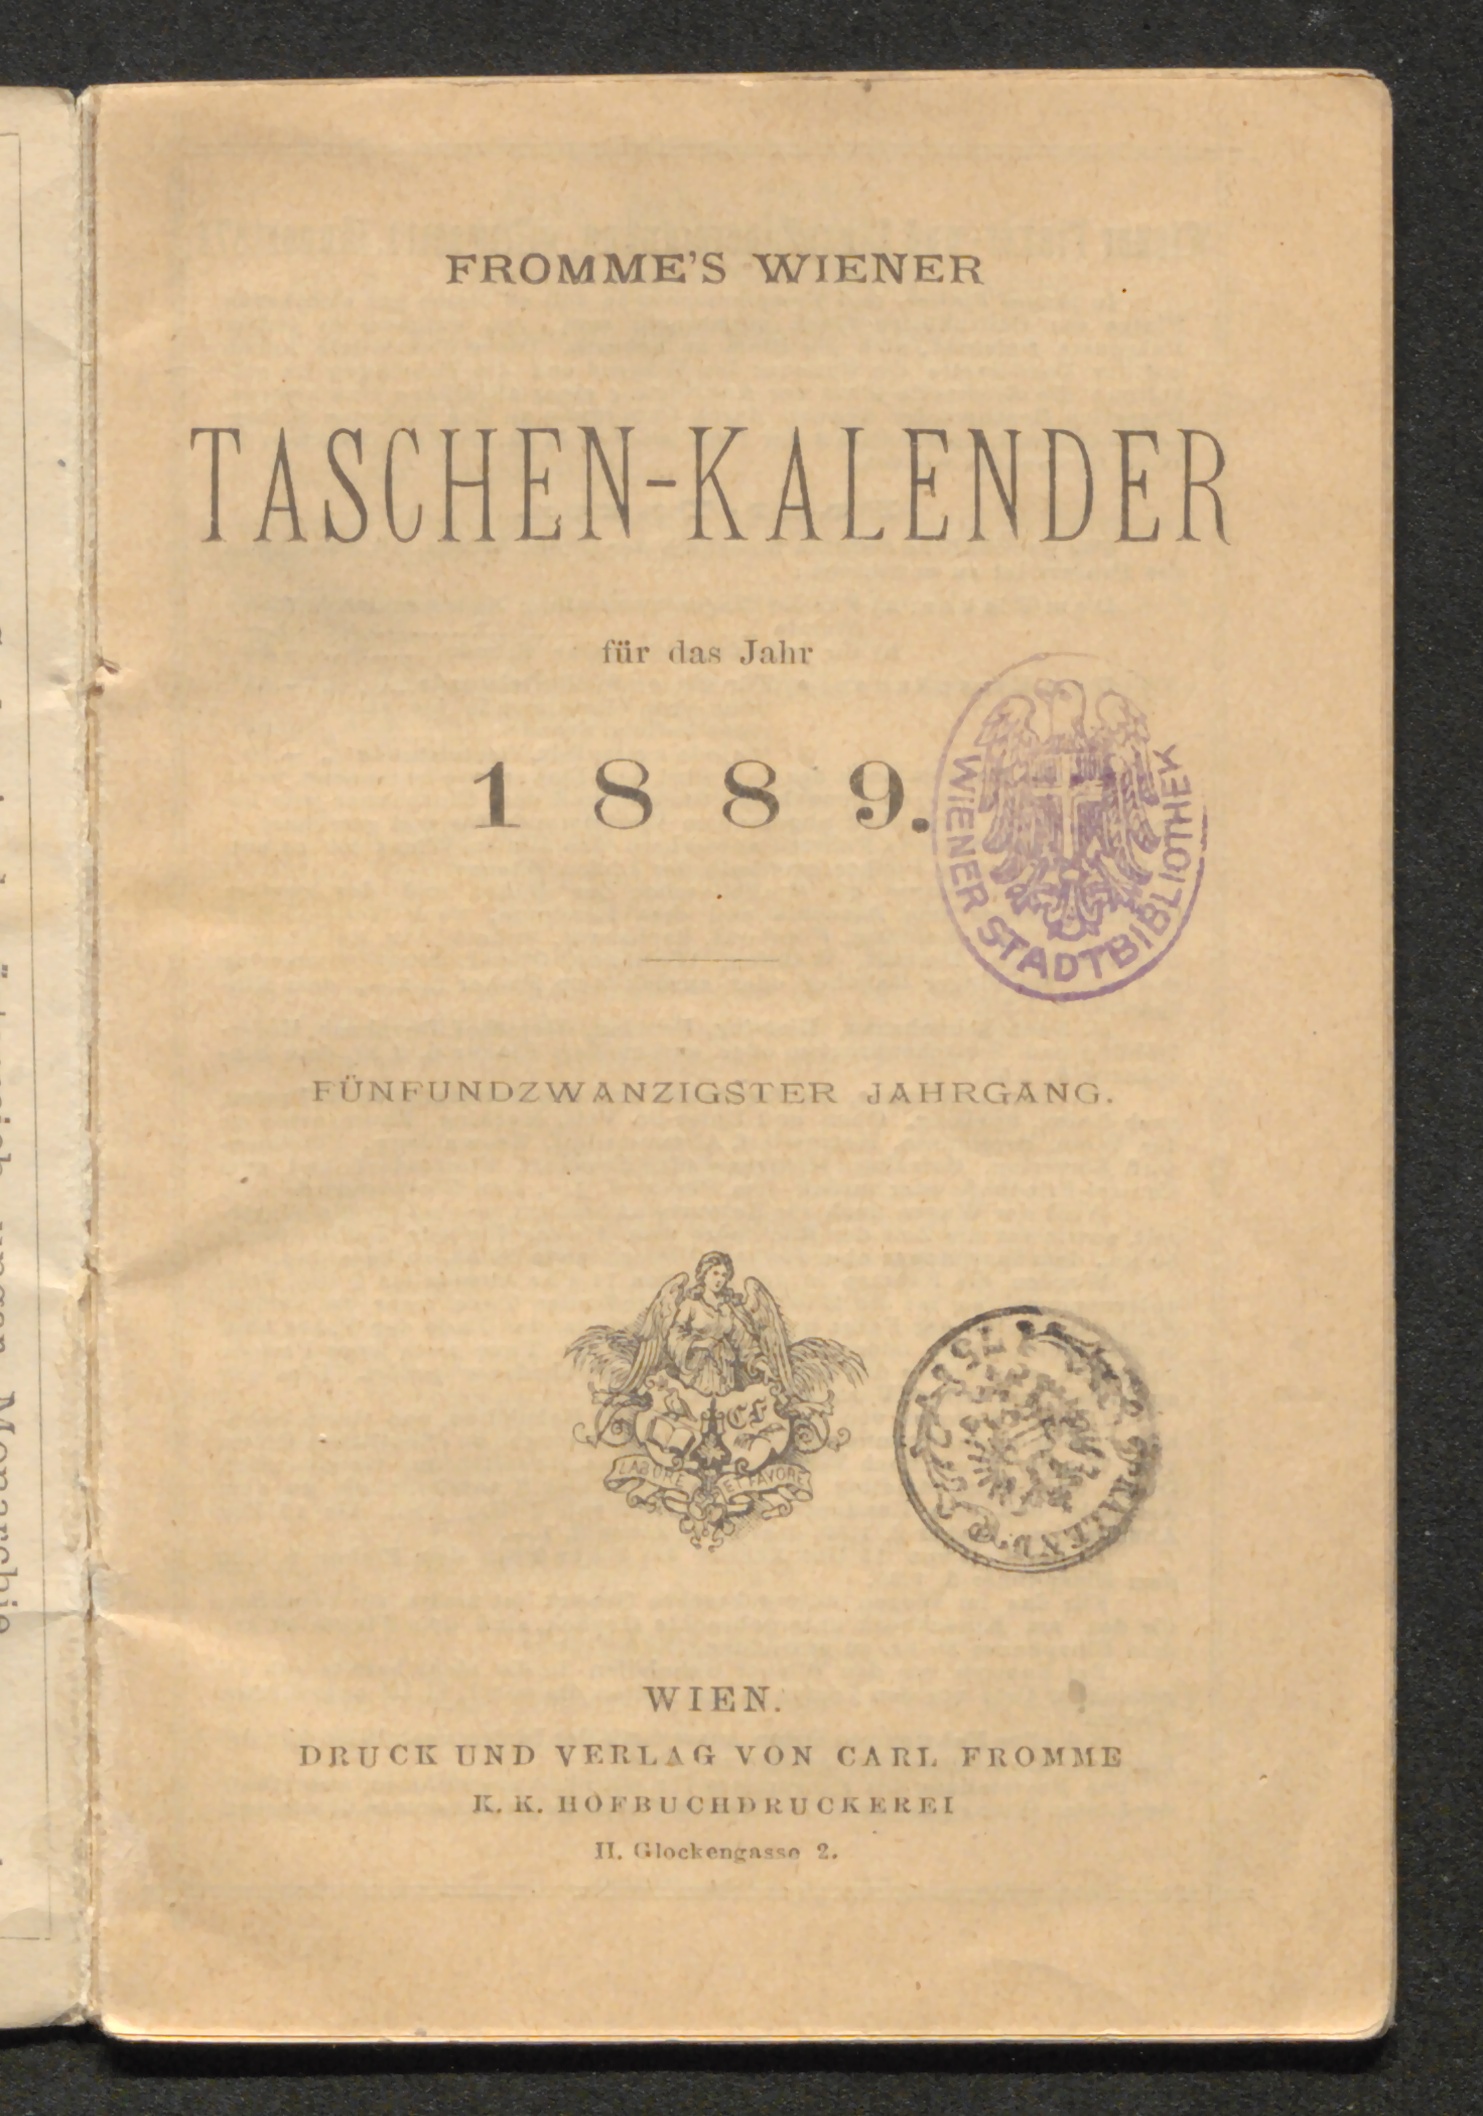 FROMME'S WIENER
TASCHEN-KALENDER
für das Jahr
1889.
WIENER STADTBIBLIOTHEK
FÜNFUNDZWANZIGSTER JAHRGANG.
CF
LABORE ET FAVORE
WIEN.
DRUCK UND VERLAG VON CARL FROMME
K. K. HOFBUCHDRUCKEREI
II. Glockengasse 2.